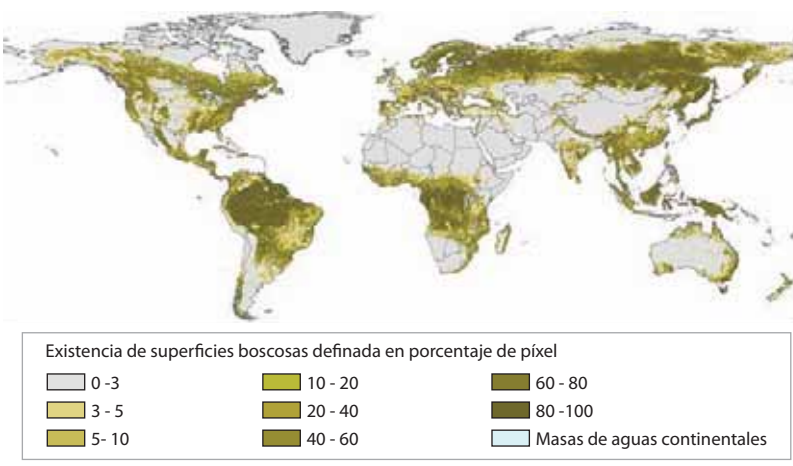 Existencia de superficies boscosas definada en porcentaje de píxel
0 -3
3 - 5
5- 10
10 - 20
20 - 40
40 - 60
60 - 80
80 -100
Masas de aguas continentales